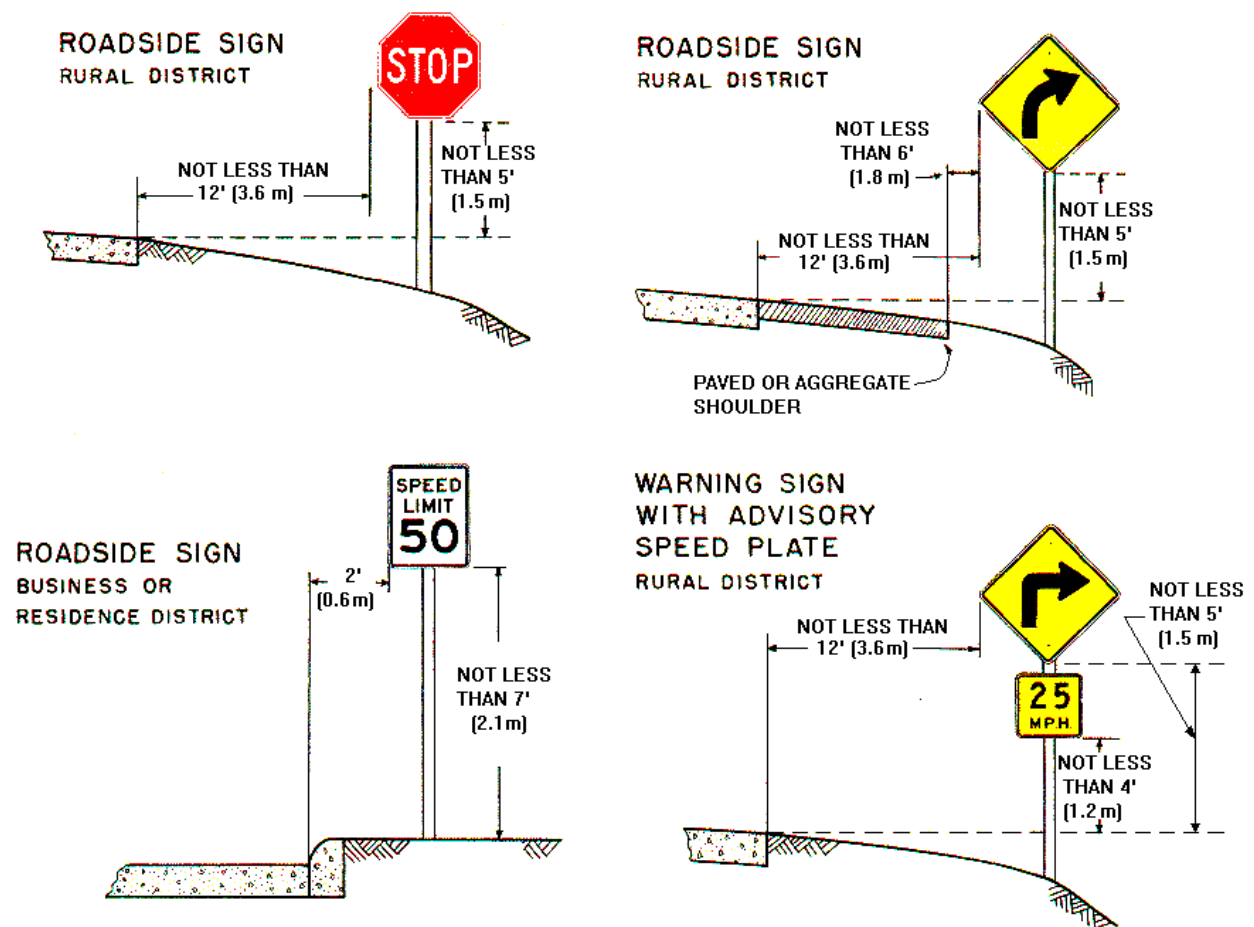 ROADSIDE SIGN
RURAL DISTRICT
STOP
NOT LESS THAN
12' (3.6 m)
NOT LESS
THAN 5'
(1.5 m)
ROADSIDE SIGN
RURAL DISTRICT
NOT LESS
THAN 6'
(1.8 m)
NOT LESS THAN
12' (3.6m)
NOT LESS
THAN 5'
(1.5 m)
PAVED OR AGGREGATE
SHOULDER
ROADSIDE SIGN
BUSINESS OR
RESIDENCE DISTRICT
SPEED
LIMIT
50
2'
(0.6m)
NOT LESS
THAN 7'
(2.1m)
WARNING SIGN
WITH ADVISORY
SPEED PLATE
RURAL DISTRICT
NOT LESS THAN
12' (3.6m)
NOT LESS
THAN 5'
(1.5 m)
25
M.P.H.
NOT LESS
THAN 4'
(1.2 m)